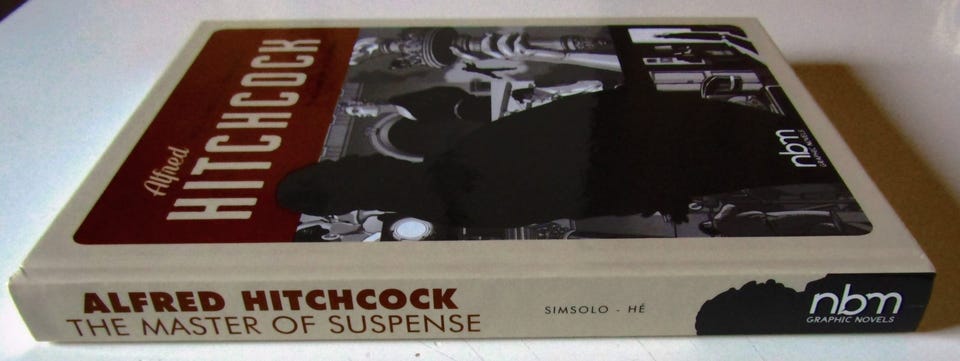 Alfred
HITCHCOCK
nbm
GRAPHIC NOVELS
ALFRED HITCHCOCK
THE MASTER OF SUSPENSE
SIMSOLO - HÉ
nbm
GRAPHIC NOVELS